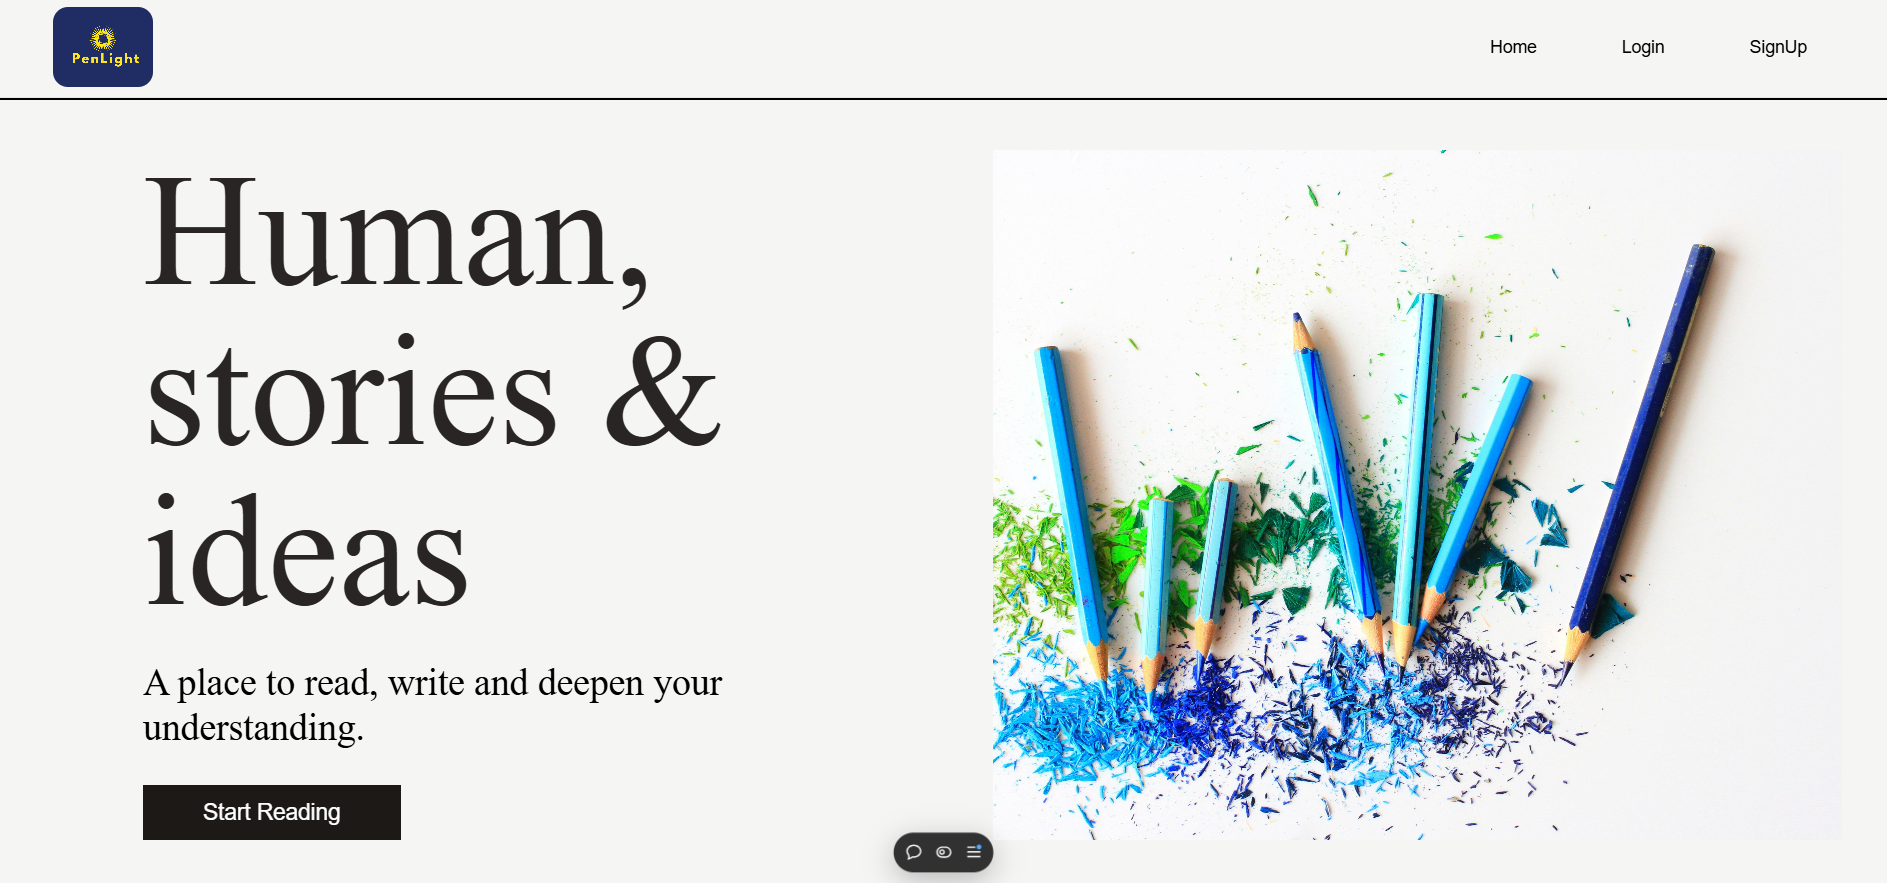 PenLight
Home
Login
SignUp
Human,
stories &
ideas
A place to read, write and deepen your
understanding.
Start Reading